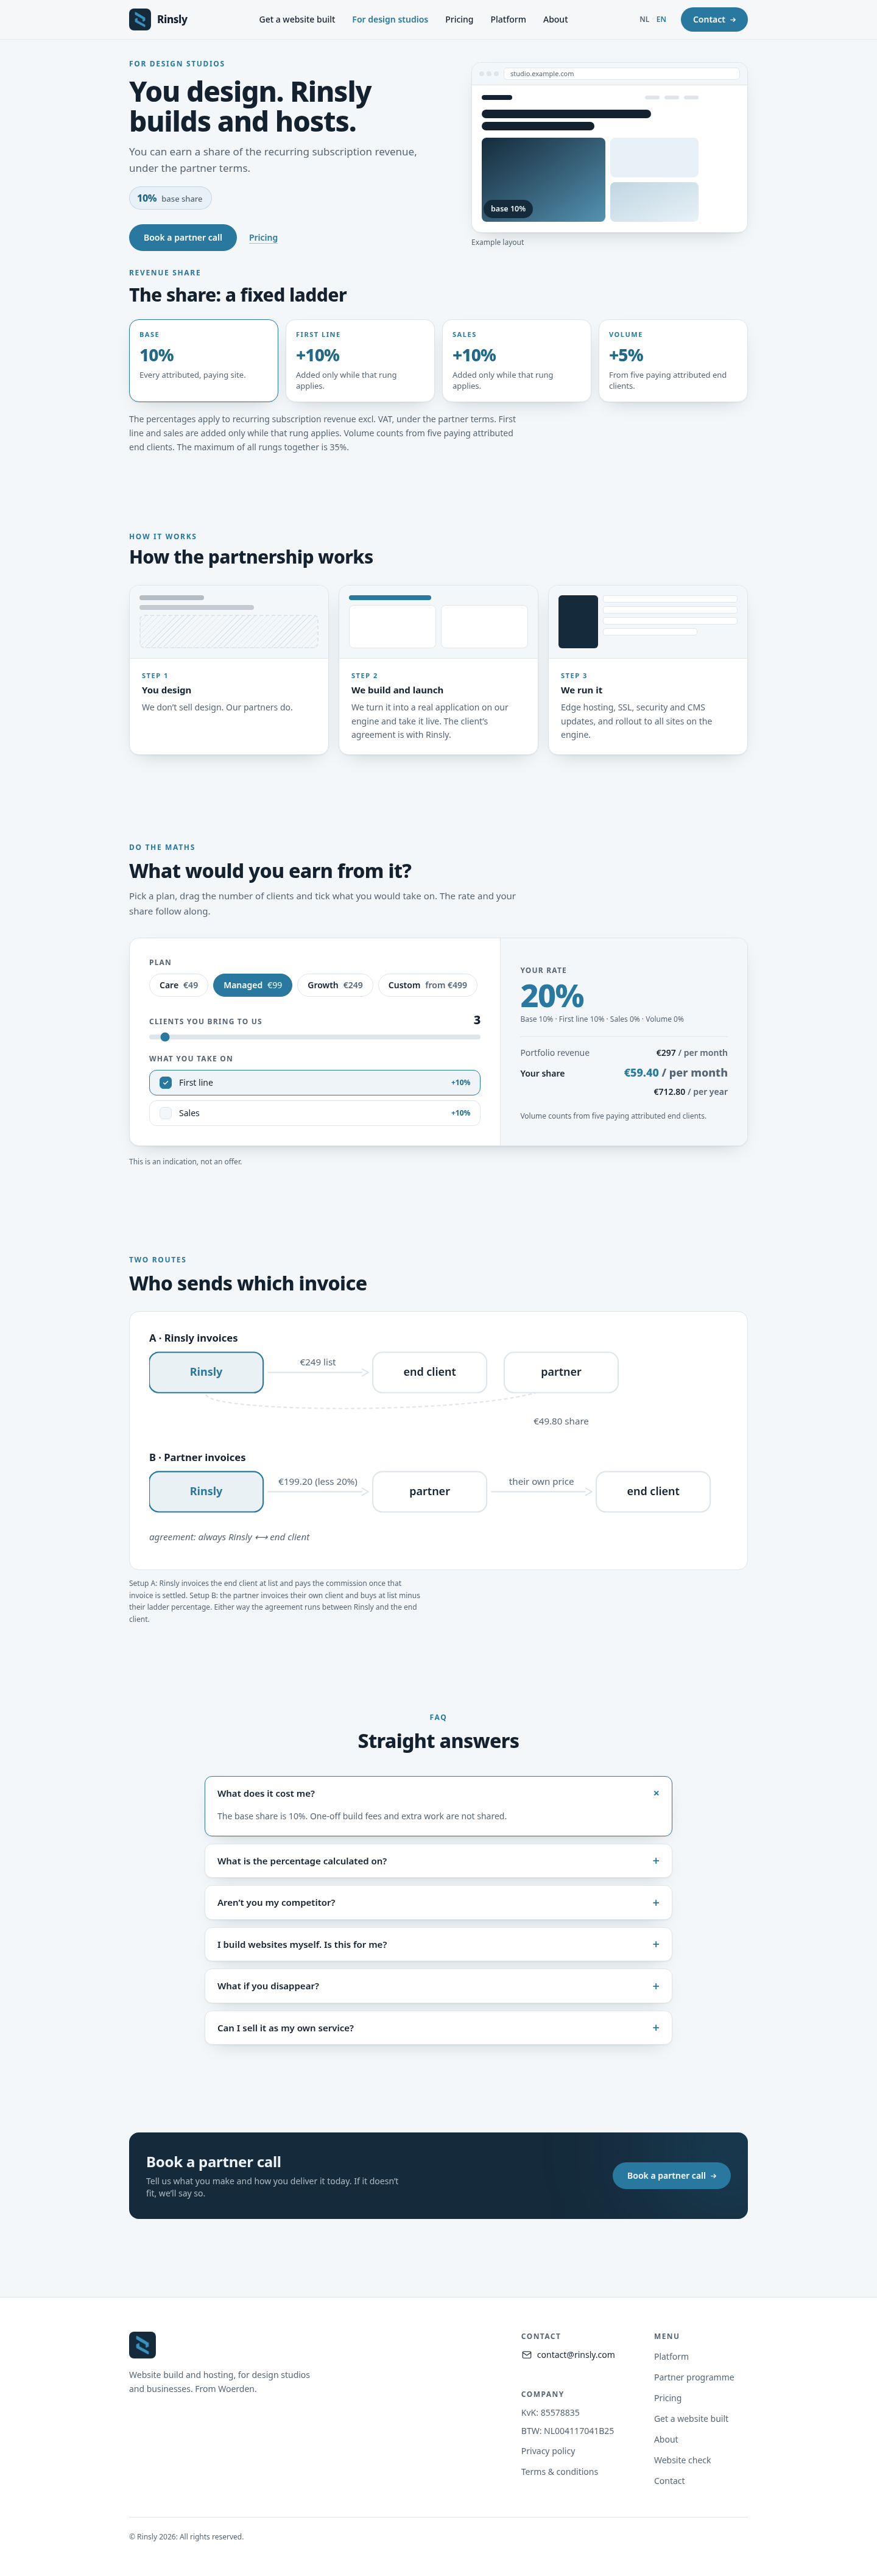 Rinsly
Get a website built
For design studios
Pricing
Platform
About
NL EN
Contact →
FOR DESIGN STUDIOS
You design. Rinsly
builds and hosts.
You can earn a share of the recurring subscription revenue,
under the partner terms.
10% base share
Book a partner call
Pricing
studio.example.com
base 10%
Example layout
REVENUE SHARE
The share: a fixed ladder
BASE
10%
Every attributed, paying site.
FIRST LINE
+10%
Added only while that rung
applies.
SALES
+10%
Added only while that rung
applies.
VOLUME
+5%
From five paying attributed end
clients.
The percentages apply to recurring subscription revenue excl. VAT, under the partner terms. First
line and sales are added only while that rung applies. Volume counts from five paying attributed
end clients. The maximum of all rungs together is 35%.
HOW IT WORKS
How the partnership works
STEP 1
You design
We don't sell design. Our partners do.
STEP 2
We build and launch
We turn it into a real application on our
engine and take it live. The client's
agreement is with Rinsly.
STEP 3
We run it
Edge hosting, SSL, security and CMS
updates, and rollout to all sites on the
engine.
DO THE MATHS
What would you earn from it?
Pick a plan, drag the number of clients and tick what you would take on. The rate and your
share follow along.
PLAN
Care €49
Managed €99
Growth €249
Custom from €499
CLIENTS YOU BRING TO US
3
WHAT YOU TAKE ON
First line +10%
Sales +10%
YOUR RATE
20%
Base 10% · First line 10% · Sales 0% · Volume 0%
Portfolio revenue €297 / per month
Your share €59.40 / per month
€712.80 / per year
Volume counts from five paying attributed end clients.
This is an indication, not an offer.
TWO ROUTES
Who sends which invoice
A · Rinsly invoices
Rinsly
€249 list
end client
partner
€49.80 share
B · Partner invoices
Rinsly
€199.20 (less 20%)
partner
their own price
end client
agreement: always Rinsly ⟷ end client
Setup A: Rinsly invoices the end client at list and pays the commission once that
invoice is settled. Setup B: the partner invoices their own client and buys at list minus
their ladder percentage. Either way the agreement runs between Rinsly and the end
client.
FAQ
Straight answers
What does it cost me?
The base share is 10%. One-off build fees and extra work are not shared.
What is the percentage calculated on?
Aren't you my competitor?
I build websites myself. Is this for me?
What if you disappear?
Can I sell it as my own service?
Book a partner call
Tell us what you make and how you deliver it today. If it doesn't
fit, we'll say so.
Book a partner call →
Website build and hosting, for design studios
and businesses. From Woerden.
CONTACT
contact@rinsly.com
COMPANY
KvK: 85578835
BTW: NL004117041B25
Privacy policy
Terms & conditions
MENU
Platform
Partner programme
Pricing
Get a website built
About
Website check
Contact
© Rinsly 2026: All rights reserved.